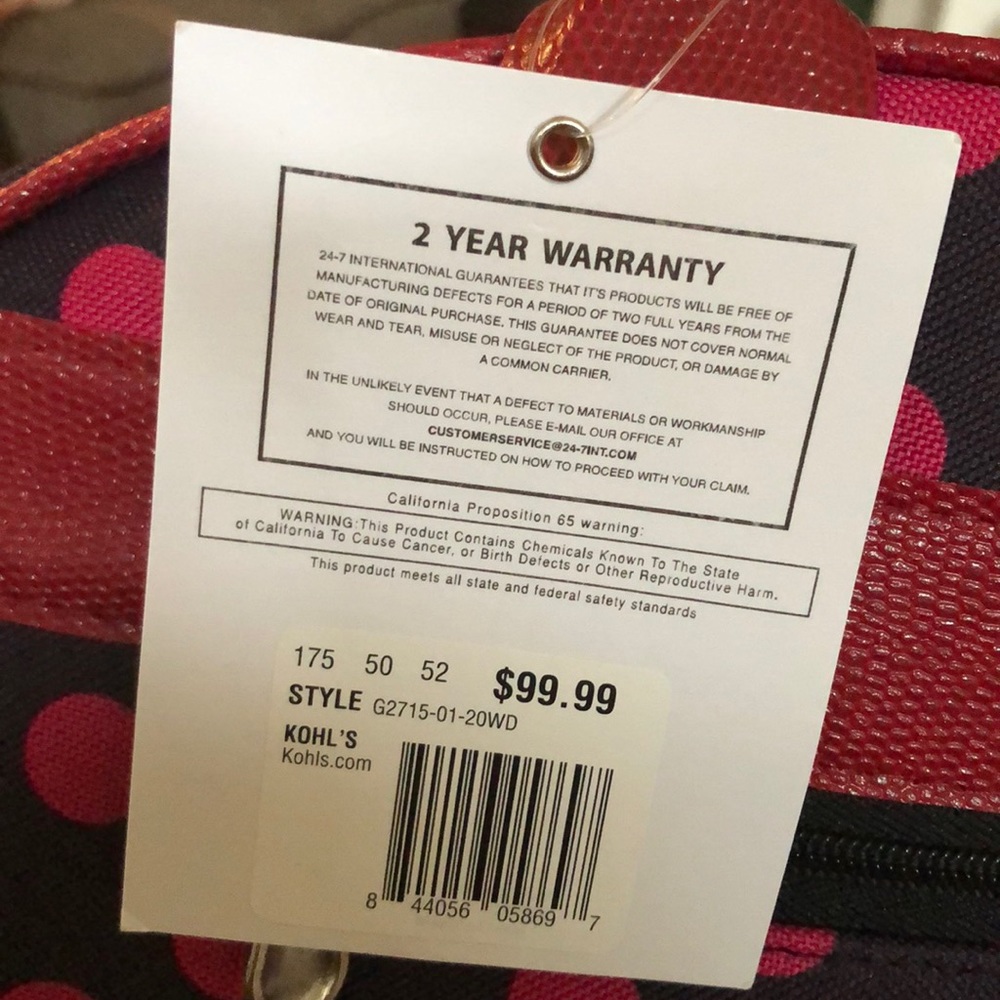 2 YEAR WARRANTY
24-7 INTERNATIONAL GUARANTEES THAT IT'S PRODUCTS WILL BE FREE OF
MANUFACTURING DEFECTS FOR A PERIOD OF TWO FULL YEARS FROM THE
DATE OF ORIGINAL PURCHASE. THIS GUARANTEE DOES NOT COVER NORMAL
WEAR AND TEAR, MISUSE OR NEGLECT OF THE PRODUCT, OR DAMAGE BY
A COMMON CARRIER.
IN THE UNLIKELY EVENT THAT A DEFECT TO MATERIALS OR WORKMANSHIP
SHOULD OCCUR, PLEASE E-MAIL OUR OFFICE AT
CUSTOMERSERVICE@24-7INT.COM
AND YOU WILL BE INSTRUCTED ON HOW TO PROCEED WITH YOUR CLAIM.
California Proposition 65 warning:
WARNING:This Product Contains Chemicals Known To The State
of California To Cause Cancer, or Birth Defects or Other Reproductive Harm.
This product meets all state and federal safety standards
175 50 52 $99.99
STYLE G2715-01-20WD
KOHL'S
Kohls.com
8 44056 05869 7